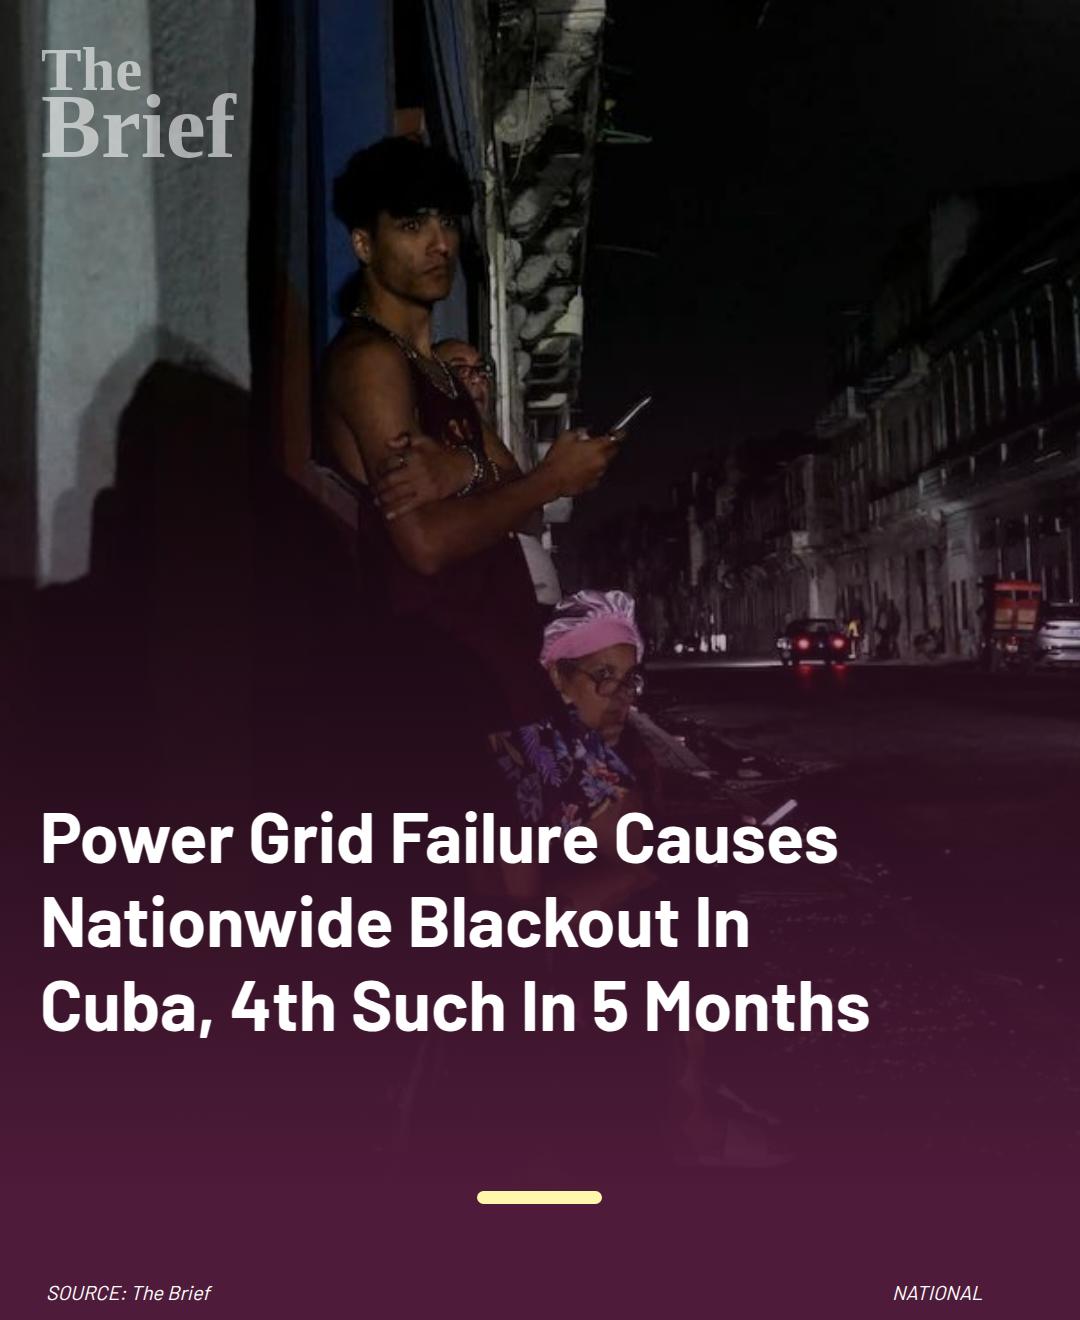 The
Brief
Power Grid Failure Causes
Nationwide Blackout In
Cuba, 4th Such In 5 Months
SOURCE: The Brief
NATIONAL